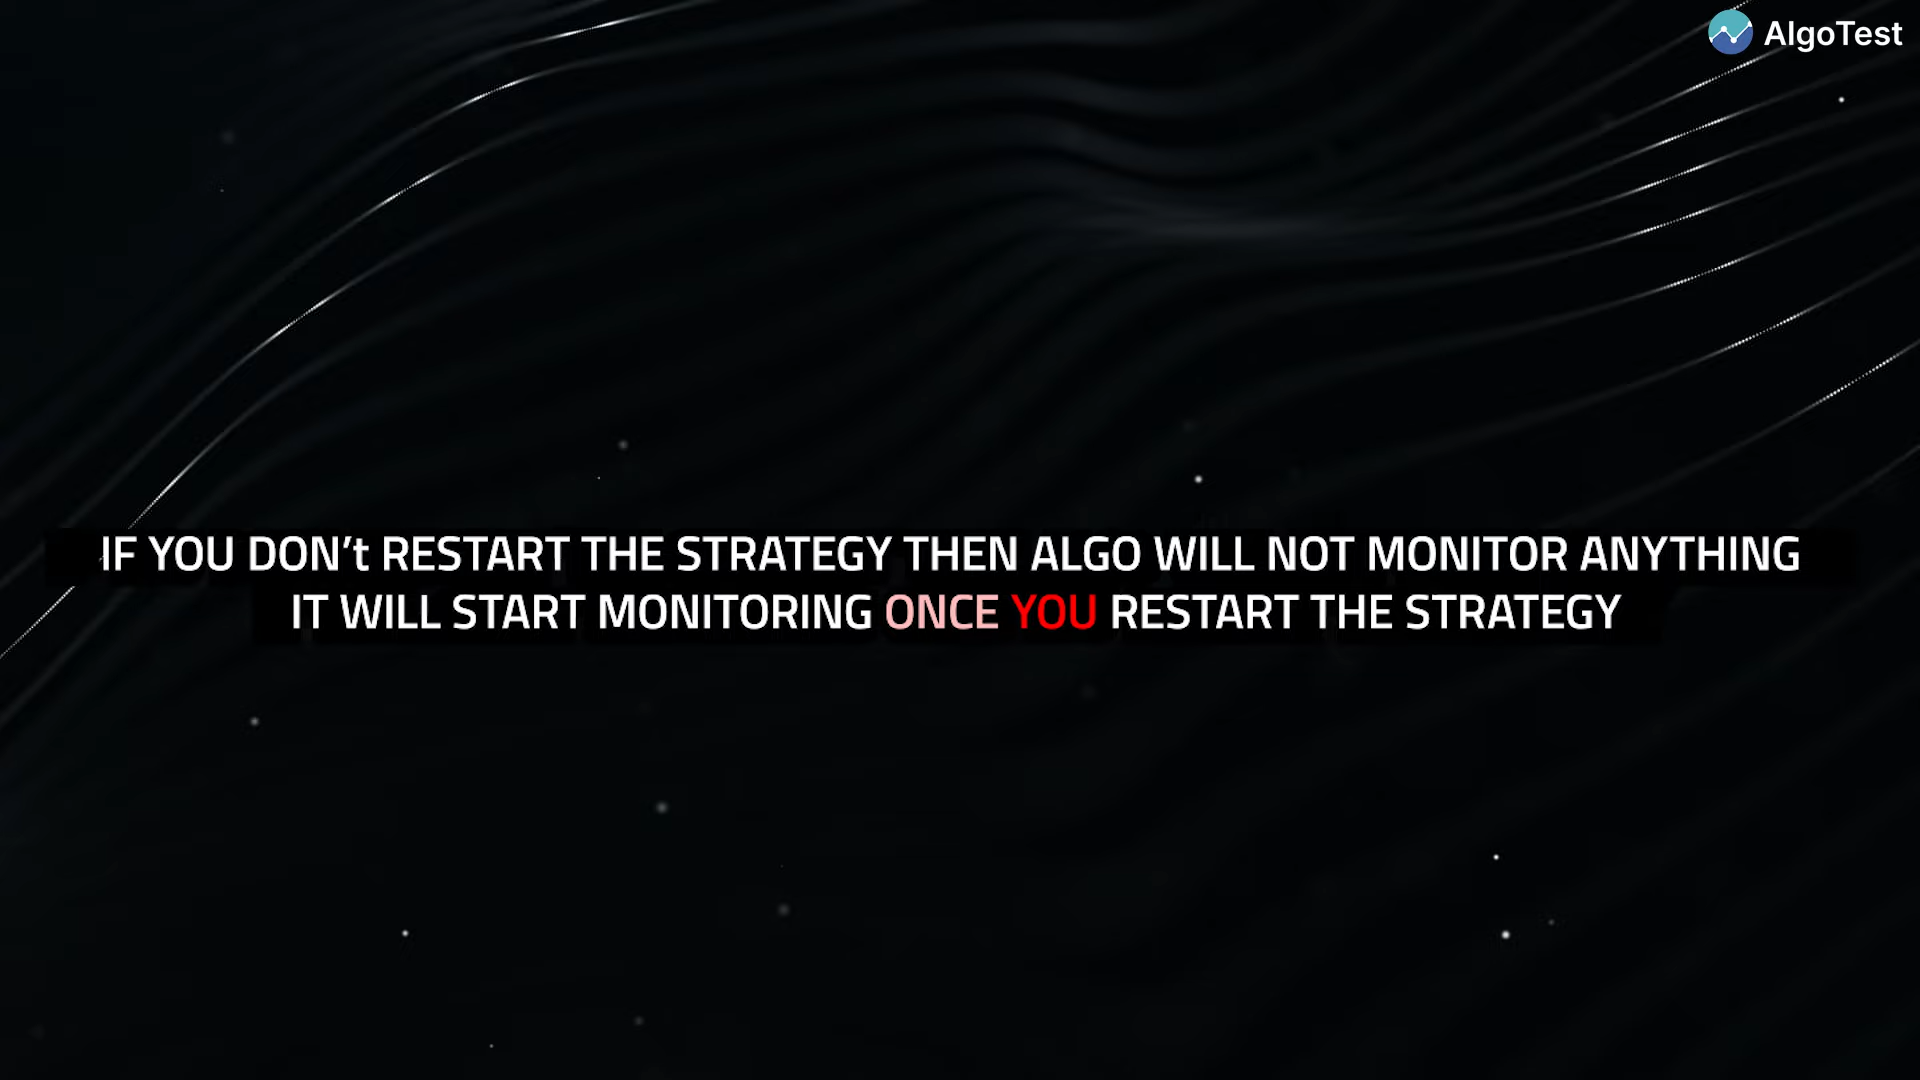 AlgoTest
IF YOU DON’t RESTART THE STRATEGY THEN ALGO WILL NOT MONITOR ANYTHING
IT WILL START MONITORING ONCE YOU RESTART THE STRATEGY